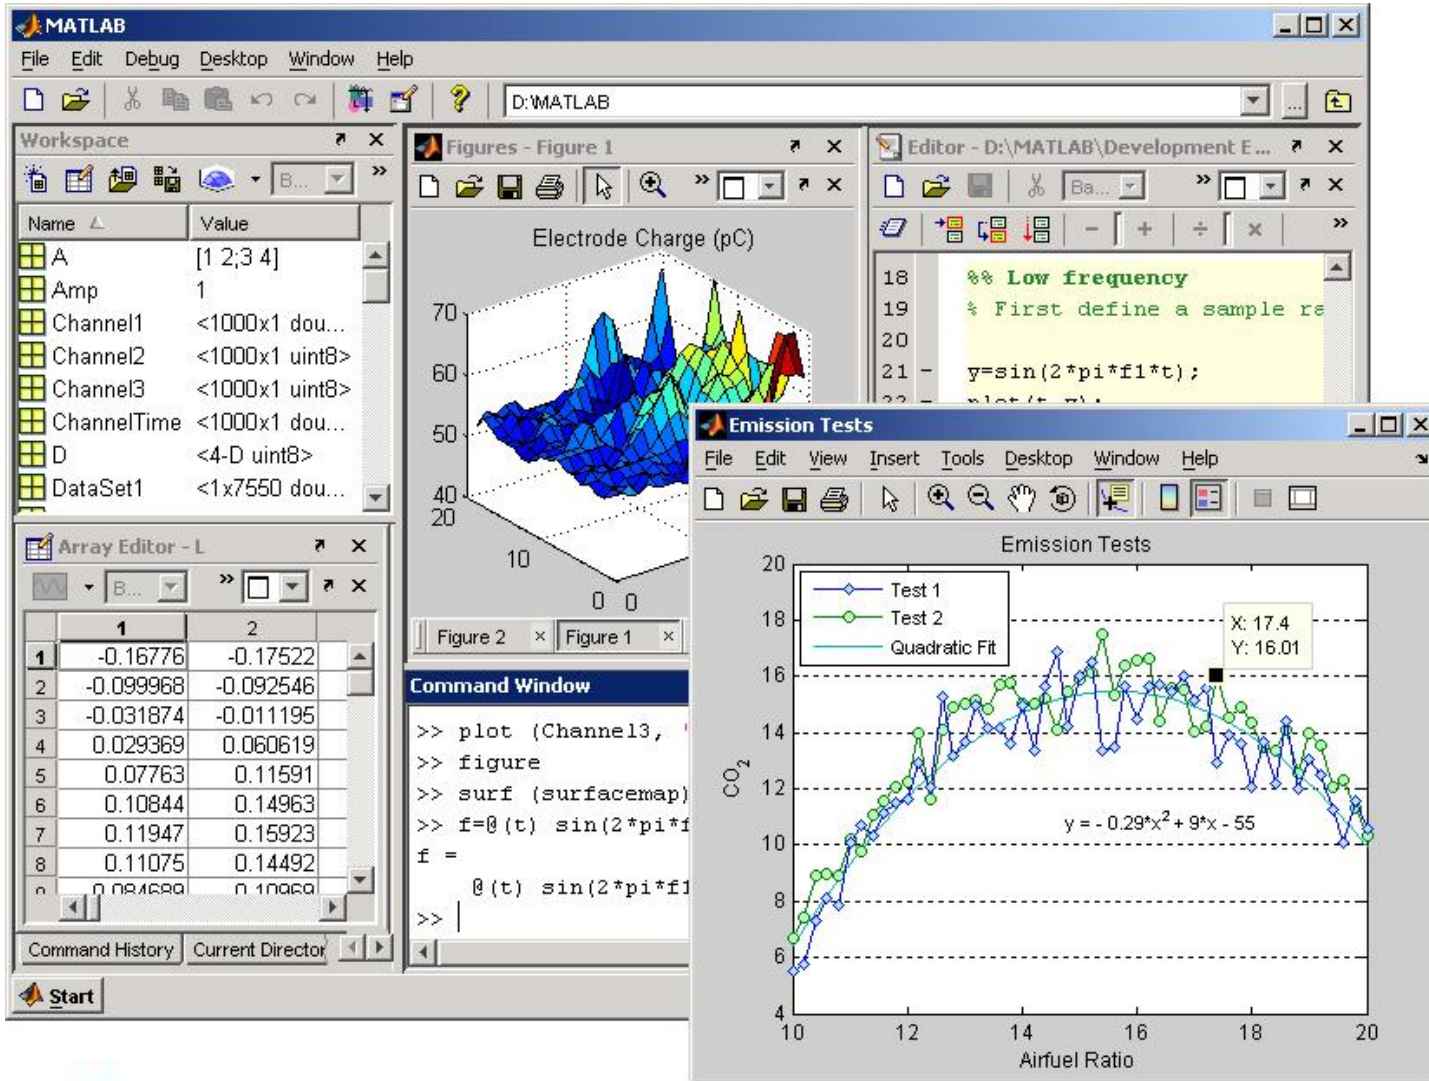 MATLAB
File Edit Debug Desktop Window Help
D:\MATLAB ...
Workspace
B...
Name Value
A [1 2;3 4]
Amp 1
Channel1 <1000x1 dou...
Channel2 <1000x1 uint8>
Channel3 <1000x1 uint8>
ChannelTime <1000x1 dou...
D <4-D uint8>
DataSet1 <1x7550 dou...
Array Editor - L
B...
1 2
1 -0.16776 -0.17522
2 -0.099968 -0.092546
3 -0.031874 -0.011195
4 0.029369 0.060619
5 0.07763 0.11591
6 0.10844 0.14963
7 0.11947 0.15923
8 0.11075 0.14492
9 0.084689 0.10969
Command History Current Director
Start
Figures - Figure 1
Electrode Charge (pC)
70
60
50
40
20
10
0 0
Figure 2 Figure 1
Command Window
>> plot (Channel3, '
>> figure
>> surf (surfacemap)
>> f=@(t) sin(2*pi*f
f =
@(t) sin(2*pi*f1
>>
Editor - D:\MATLAB\Development E...
Ba...
18 %% Low frequency
19 % First define a sample ra
20
21 - y=sin(2*pi*f1*t);
22 - plot(t,y);
Emission Tests
File Edit View Insert Tools Desktop Window Help
Emission Tests
Test 1
Test 2
Quadratic Fit
X: 17.4
Y: 16.01
y = - 0.29*x² + 9*x - 55
CO₂
20
18
16
14
12
10
8
6
4
10 12 14 16 18 20
Airfuel Ratio